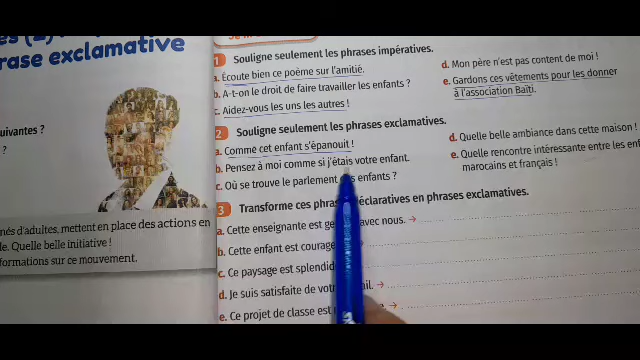 rase exclamative
uivantes ?
?
nés d'adultes, mettent en place des actions en
le. Quelle belle initiative !
formations sur ce mouvement.
1 Souligne seulement les phrases impératives.
a. Écoute bien ce poème sur l'amitié.
b. A-t-on le droit de faire travailler les enfants ?
c. Aidez-vous les uns les autres !
d. Mon père n'est pas content de moi !
e. Gardons ces vêtements pour les donner
à l'association Baïti.
2 Souligne seulement les phrases exclamatives.
a. Comme cet enfant s'épanouit !
b. Pensez à moi comme si j'étais votre enfant.
c. Où se trouve le parlement des enfants ?
d. Quelle belle ambiance dans cette maison !
e. Quelle rencontre intéressante entre les enf
marocains et français !
3 Transforme ces phrases déclaratives en phrases exclamatives.
a. Cette enseignante est ge avec nous. →
b. Cette enfant est courage
c. Ce paysage est splendid
d. Je suis satisfaite de votre travail. →
e. Ce projet de classe est →